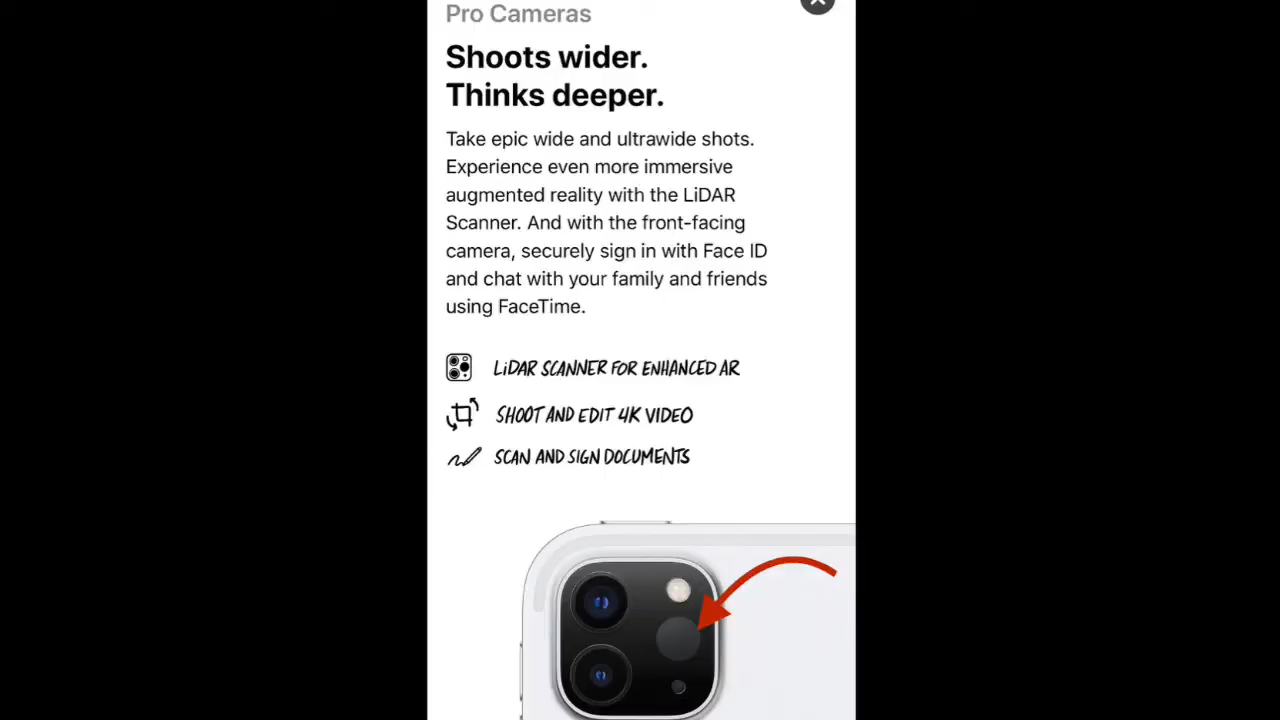 Pro Cameras
Shoots wider.
Thinks deeper.
Take epic wide and ultrawide shots.
Experience even more immersive
augmented reality with the LiDAR
Scanner. And with the front-facing
camera, securely sign in with Face ID
and chat with your family and friends
using FaceTime.
LiDAR SCANNER FOR ENHANCED AR
SHOOT AND EDIT 4K VIDEO
SCAN AND SIGN DOCUMENTS